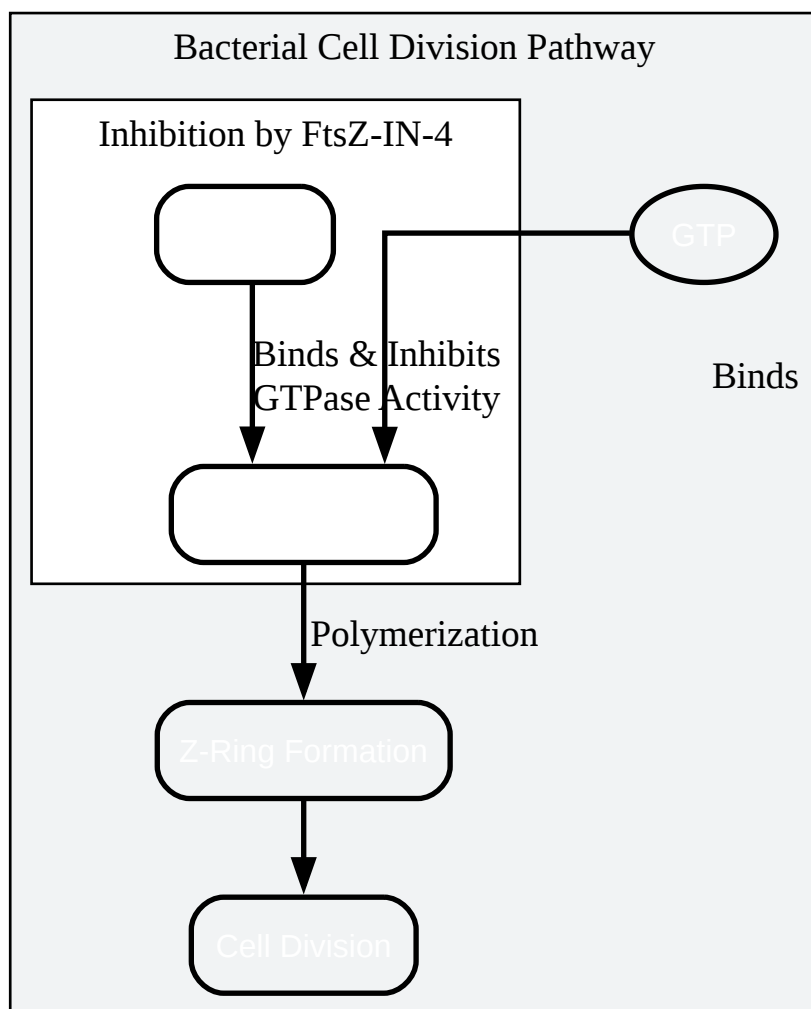 Bacterial Cell Division Pathway
Inhibition by FtsZ-IN-4
GTP
Binds & Inhibits
GTPase Activity
Binds
Polymerization
Z-Ring Formation
Cell Division